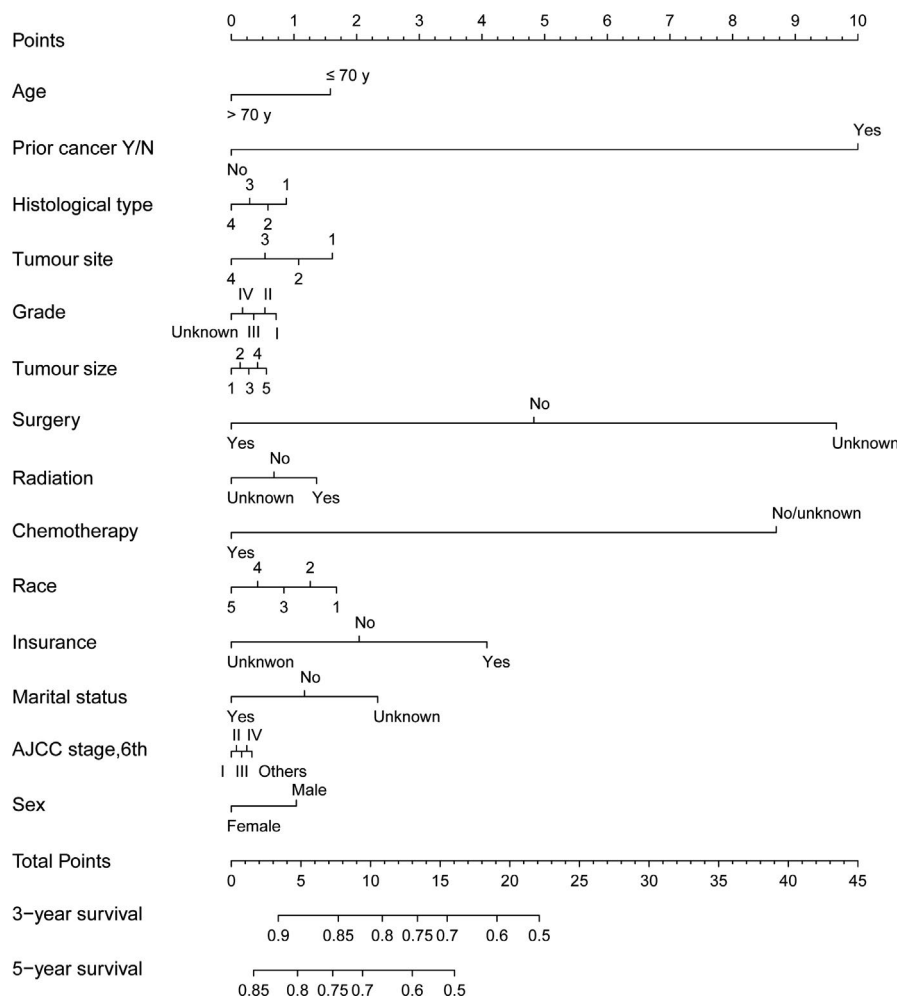 0 1 2 3 4 5 6 7 8 9 10
Points
≤ 70 y
Age
> 70 y
Yes
Prior cancer Y/N
No
3 1
Histological type
4 2
3 1
Tumour site
4 2
IV II
Grade
Unknown III I
2 4
Tumour size
1 3 5
No
Surgery
Yes Unknown
No
Radiation
Unknown Yes
No/unknown
Chemotherapy
Yes
4 2
Race
5 3 1
No
Insurance
Unknwon Yes
No
Marital status
Yes Unknown
II IV
AJCC stage,6th
I III Others
Male
Sex
Female
Total Points
0 5 10 15 20 25 30 35 40 45
3−year survival
0.9 0.85 0.8 0.75 0.7 0.6 0.5
5−year survival
0.85 0.8 0.75 0.7 0.6 0.5